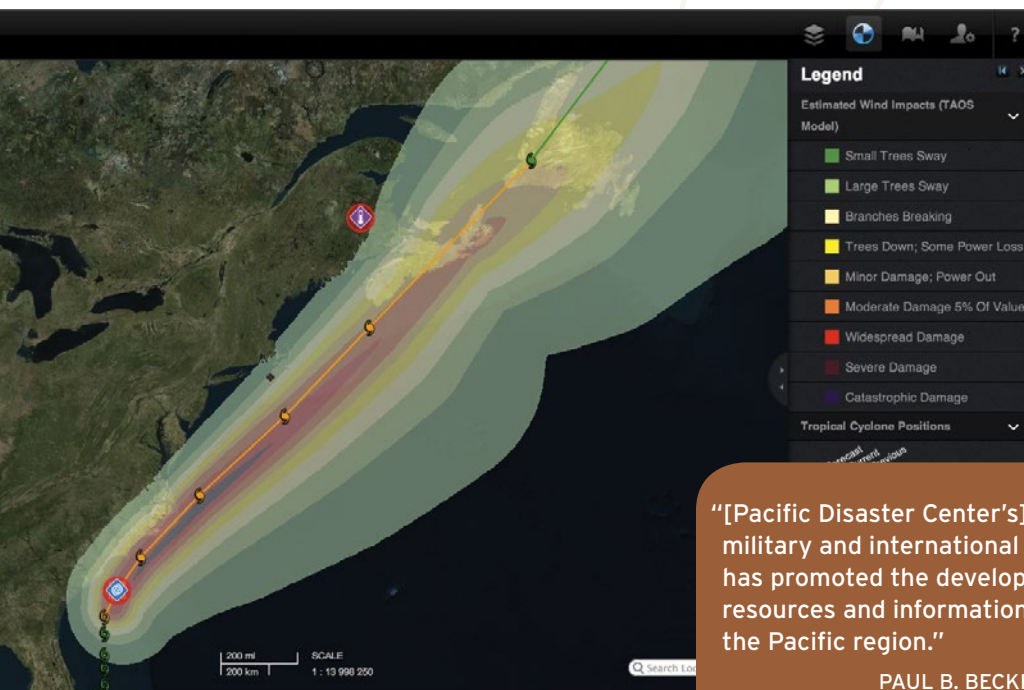 ?
Legend
Estimated Wind Impacts (TAOS
Model)
Small Trees Sway
Large Trees Sway
Branches Breaking
Trees Down; Some Power Loss
Minor Damage; Power Out
Moderate Damage 5% Of Value
Widespread Damage
Severe Damage
Catastrophic Damage
Tropical Cyclone Positions
200 mi
200 km
SCALE
1 : 13 998 250
Search
“[Pacific Disaster Center’s]
military and international
has promoted the develop
resources and information
the Pacific region.”
PAUL B. BECK